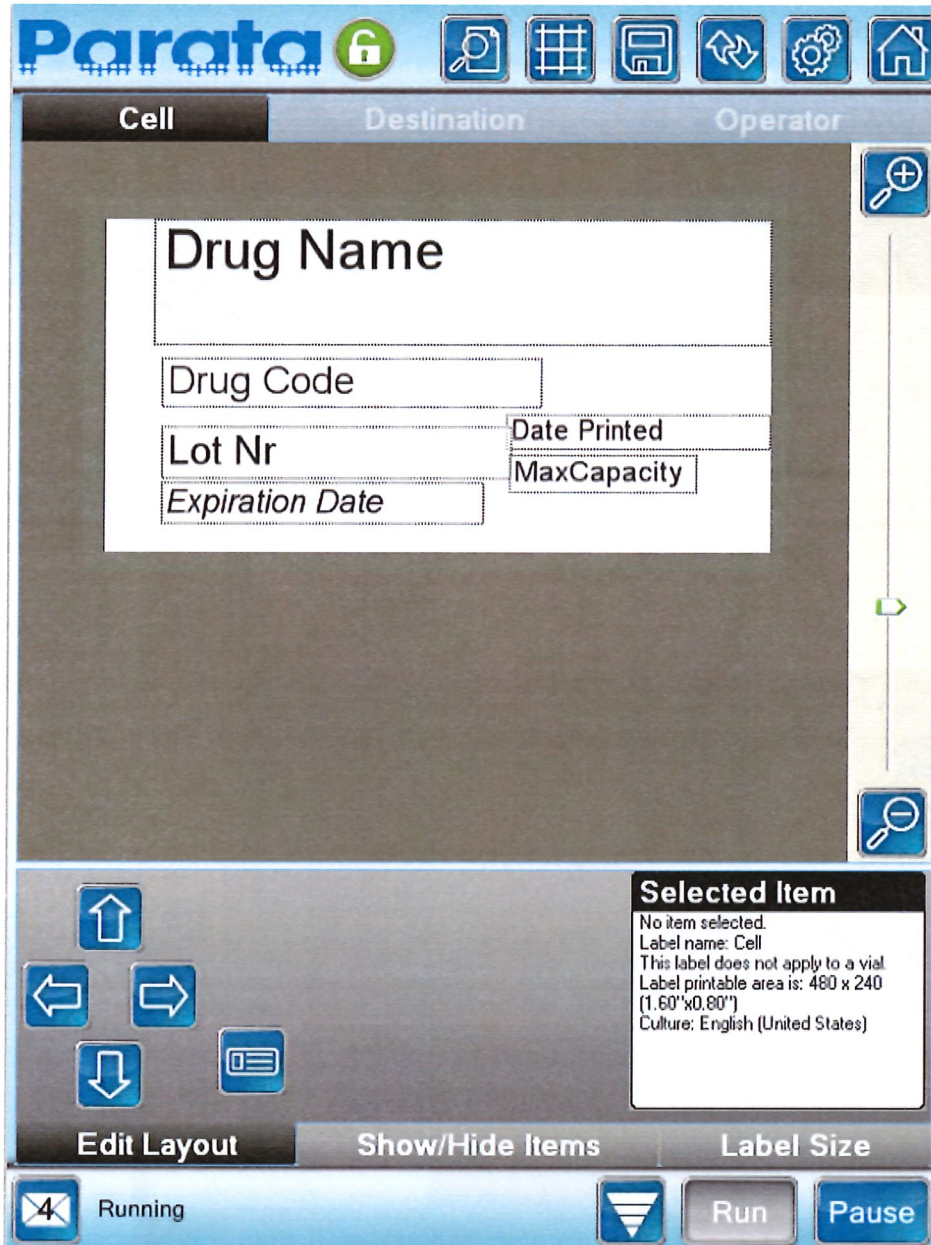 Parata
Cell
Destination
Operator
Drug Name
Drug Code
Lot Nr
Date Printed
MaxCapacity
Expiration Date
Selected Item
No item selected.
Label name: Cell
This label does not apply to a vial.
Label printable area is: 480 x 240
(1.60''x0.80'')
Culture: English (United States)
Edit Layout
Show/Hide Items
Label Size
4
Running
Run
Pause